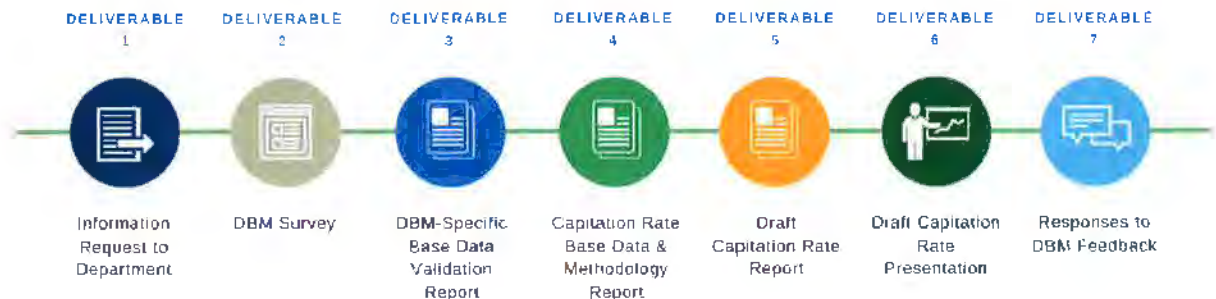 DELIVERABLE DELIVERABLE DELIVERABLE DELIVERABLE DELIVERABLE DELIVERABLE DELIVERABLE
1 2 3 4 5 6 7
Information DBM Survey DBM-Specific Capitation Rate Draft Draft Capitation Responses to
Request to Base Data Base Data & Capitation Rate Rate DBM Feedback
Department Validation Methodology Report Presentation
Report Report